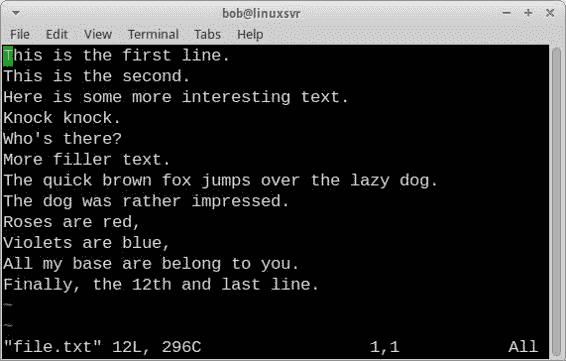 bob@linuxsvr
File Edit View Terminal Tabs Help
This is the first line.
This is the second.
Here is some more interesting text.
Knock knock.
Who's there?
More filler text.
The quick brown fox jumps over the lazy dog.
The dog was rather impressed.
Roses are red,
Violets are blue,
All my base are belong to you.
Finally, the 12th and last line.
~
~
"file.txt" 12L, 296C 1,1 All